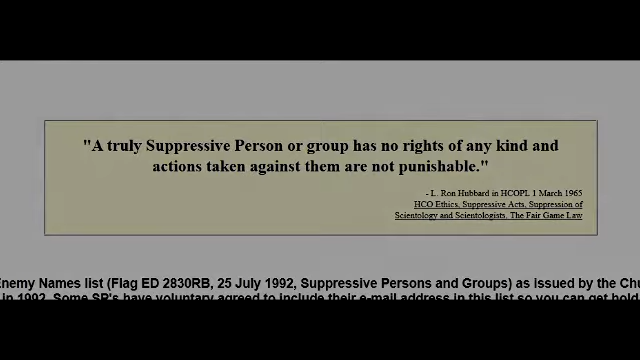 "A truly Suppressive Person or group has no rights of any kind and
actions taken against them are not punishable."
- L. Ron Hubbard in HCOPL 1 March 1965
HCO Ethics, Suppressive Acts, Suppression of
Scientology and Scientologists, The Fair Game Law
Enemy Names list (Flag ED 2830RB, 25 July 1992, Suppressive Persons and Groups) as issued by the Chu
in 1992. Some SP's have voluntary agreed to include their e-mail address in this list so you can get hold